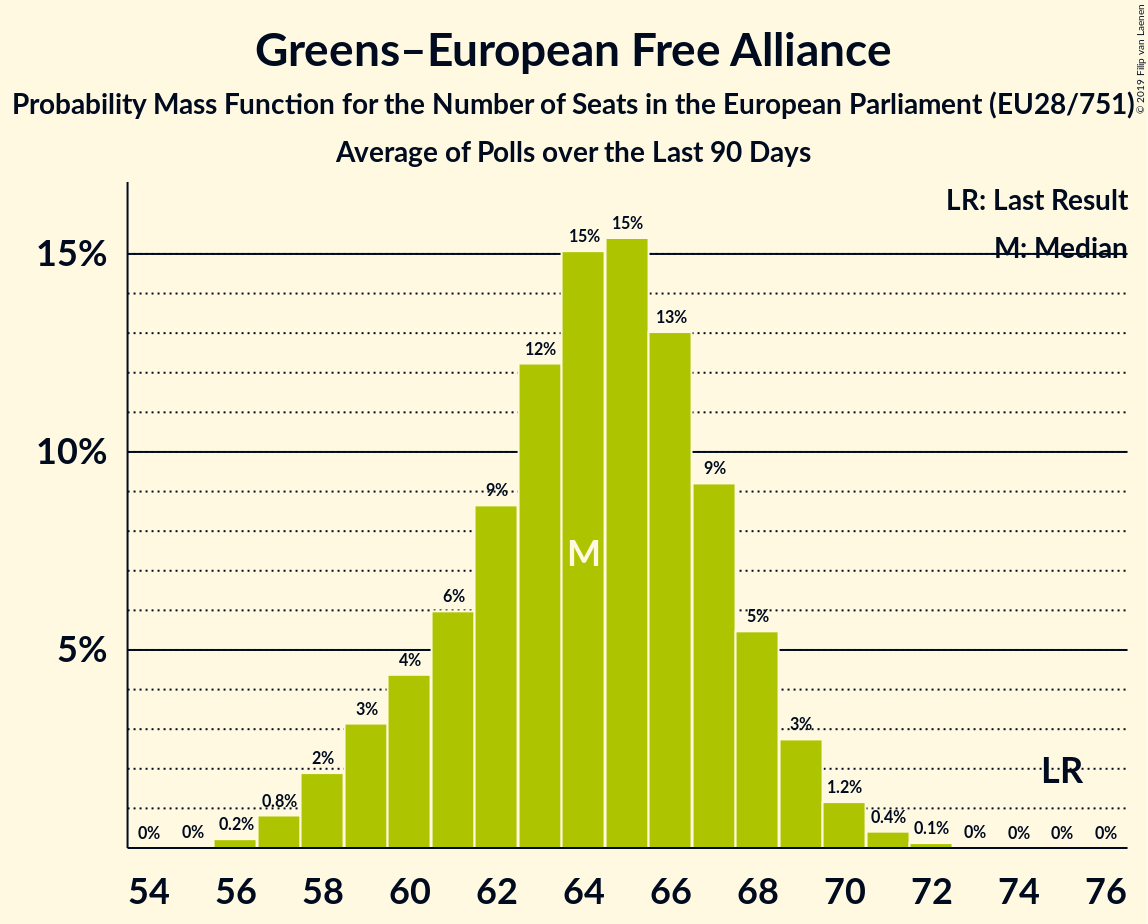 Greens–European Free Alliance
Probability Mass Function for the Number of Seats in the European Parliament (EU28/751)
Average of Polls over the Last 90 Days
© 2019 Filip van Laenen
LR: Last Result
M: Median
15%
10%
5%
0%
0%
0.2%
0.8%
2%
3%
4%
6%
9%
12%
15%
15%
13%
9%
5%
3%
1.2%
0.4%
0.1%
0%
0%
0%
0%
M
LR
54 56 58 60 62 64 66 68 70 72 74 76